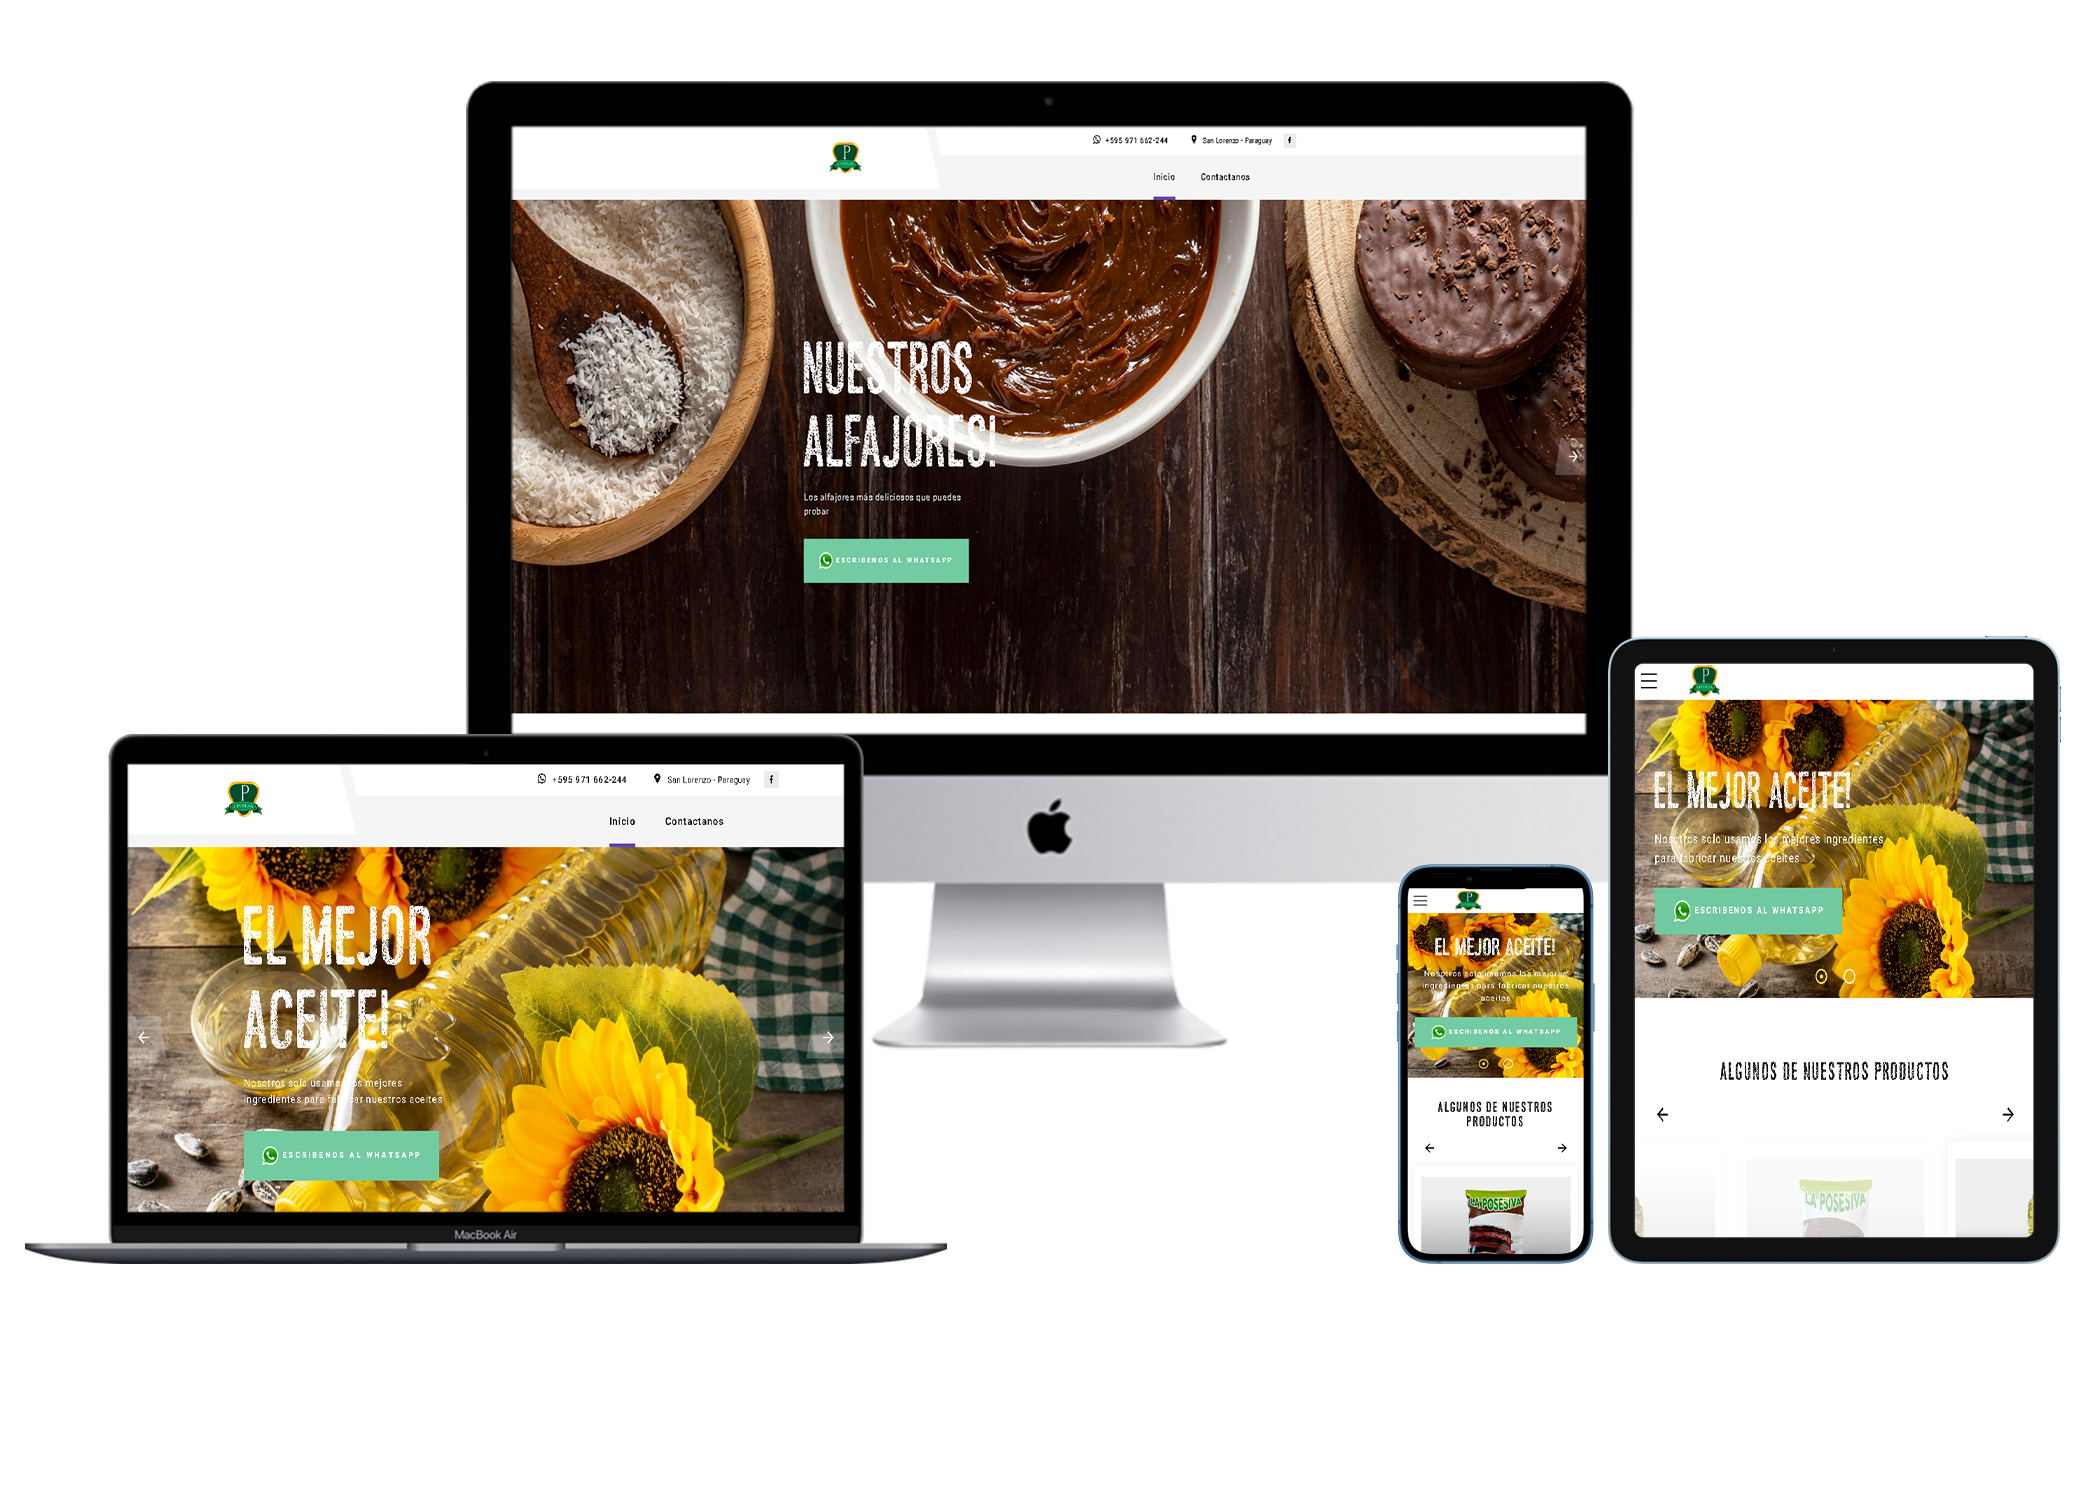 P
+595 971 662-244
San Lorenzo - Paraguay
f
Inicio
Contactanos
NUESTROS
ALFAJORES!
Los alfajores más deliciosos que puedes
probar
ESCRIBENOS AL WHATSAPP
P
+595 971 662-244
San Lorenzo - Paraguay
f
Inicio
Contactanos
EL MEJOR
ACEITE!
Nosotros solo usamos los mejores
ingredientes para fabricar nuestros aceites
ESCRIBENOS AL WHATSAPP
MacBook Air
P
EL MEJOR ACEITE!
Nosotros solo usamos los mejores
ingredientes para fabricar nuestros
aceites
ESCRIBENOS AL WHATSAPP
ALGUNOS DE NUESTROS
PRODUCTOS
LA POSESIVA
P
EL MEJOR ACEITE!
Nosotros solo usamos los mejores ingredientes
para fabricar nuestros aceites
ESCRIBENOS AL WHATSAPP
ALGUNOS DE NUESTROS PRODUCTOS
LA POSESIVA